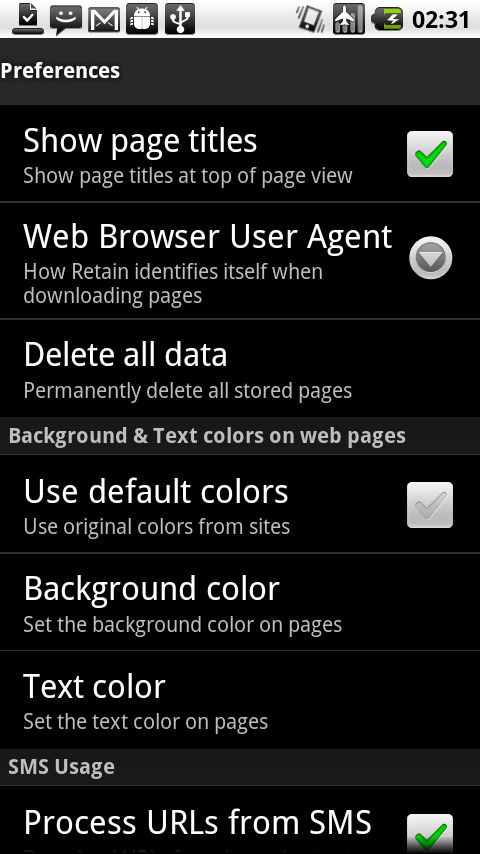 02:31
Preferences
Show page titles
Show page titles at top of page view
Web Browser User Agent
How Retain identifies itself when
downloading pages
Delete all data
Permanently delete all stored pages
Background & Text colors on web pages
Use default colors
Use original colors from sites
Background color
Set the background color on pages
Text color
Set the text color on pages
SMS Usage
Process URLs from SMS